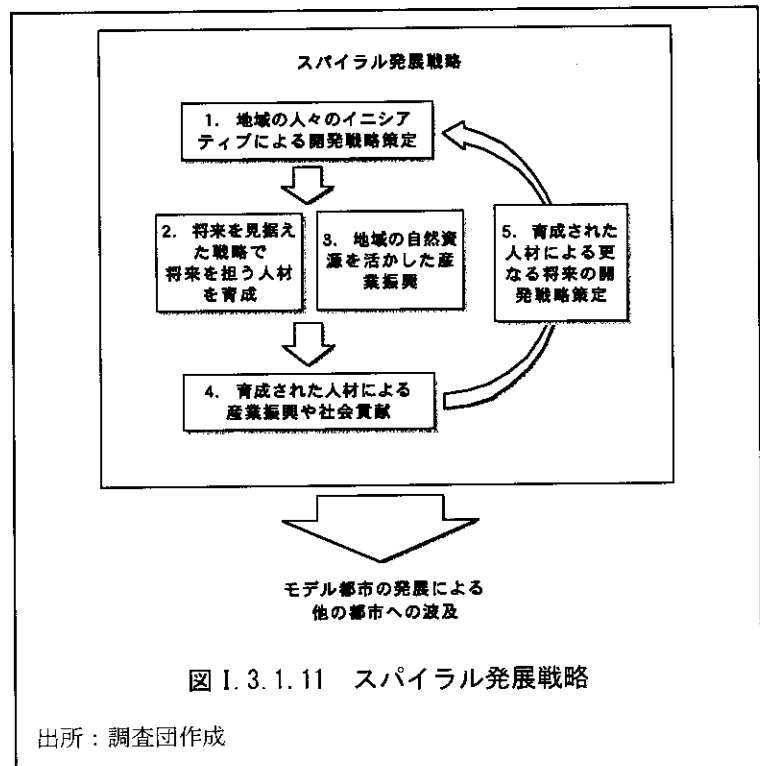 スパイラル発展戦略
1. 地域の人々のイニシア
ティブによる開発戦略策定
2. 将来を見据え
た戦略で
将来を担う人材
を育成
3. 地域の自然資
源を活かした産
業振興
5. 育成された
人材による更
なる将来の開
発戦略策定
4. 育成された人材による
産業振興や社会貢献
モデル都市の発展による
他の都市への波及
図 I.3.1.11 スパイラル発展戦略
出所：調査団作成